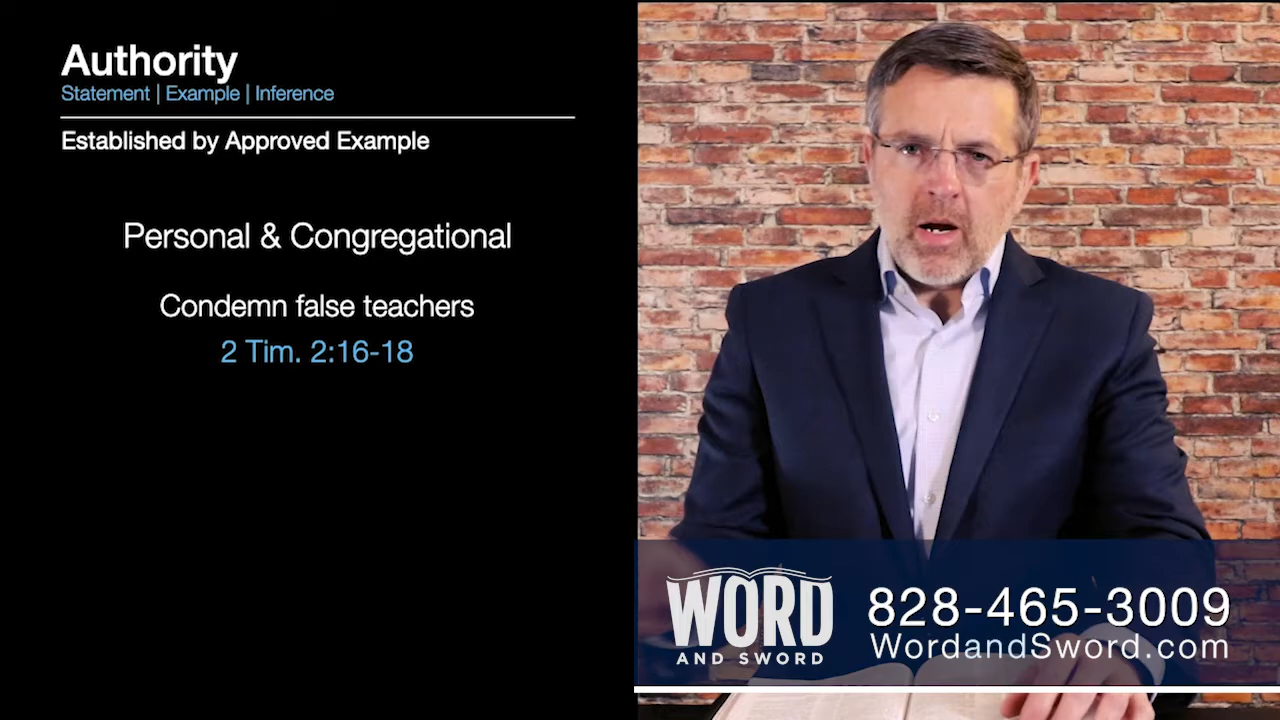 Authority
Statement | Example | Inference
Established by Approved Example
Personal & Congregational
Condemn false teachers
2 Tim. 2:16-18
WORD
AND SWORD
828-465-3009
WordandSword.com